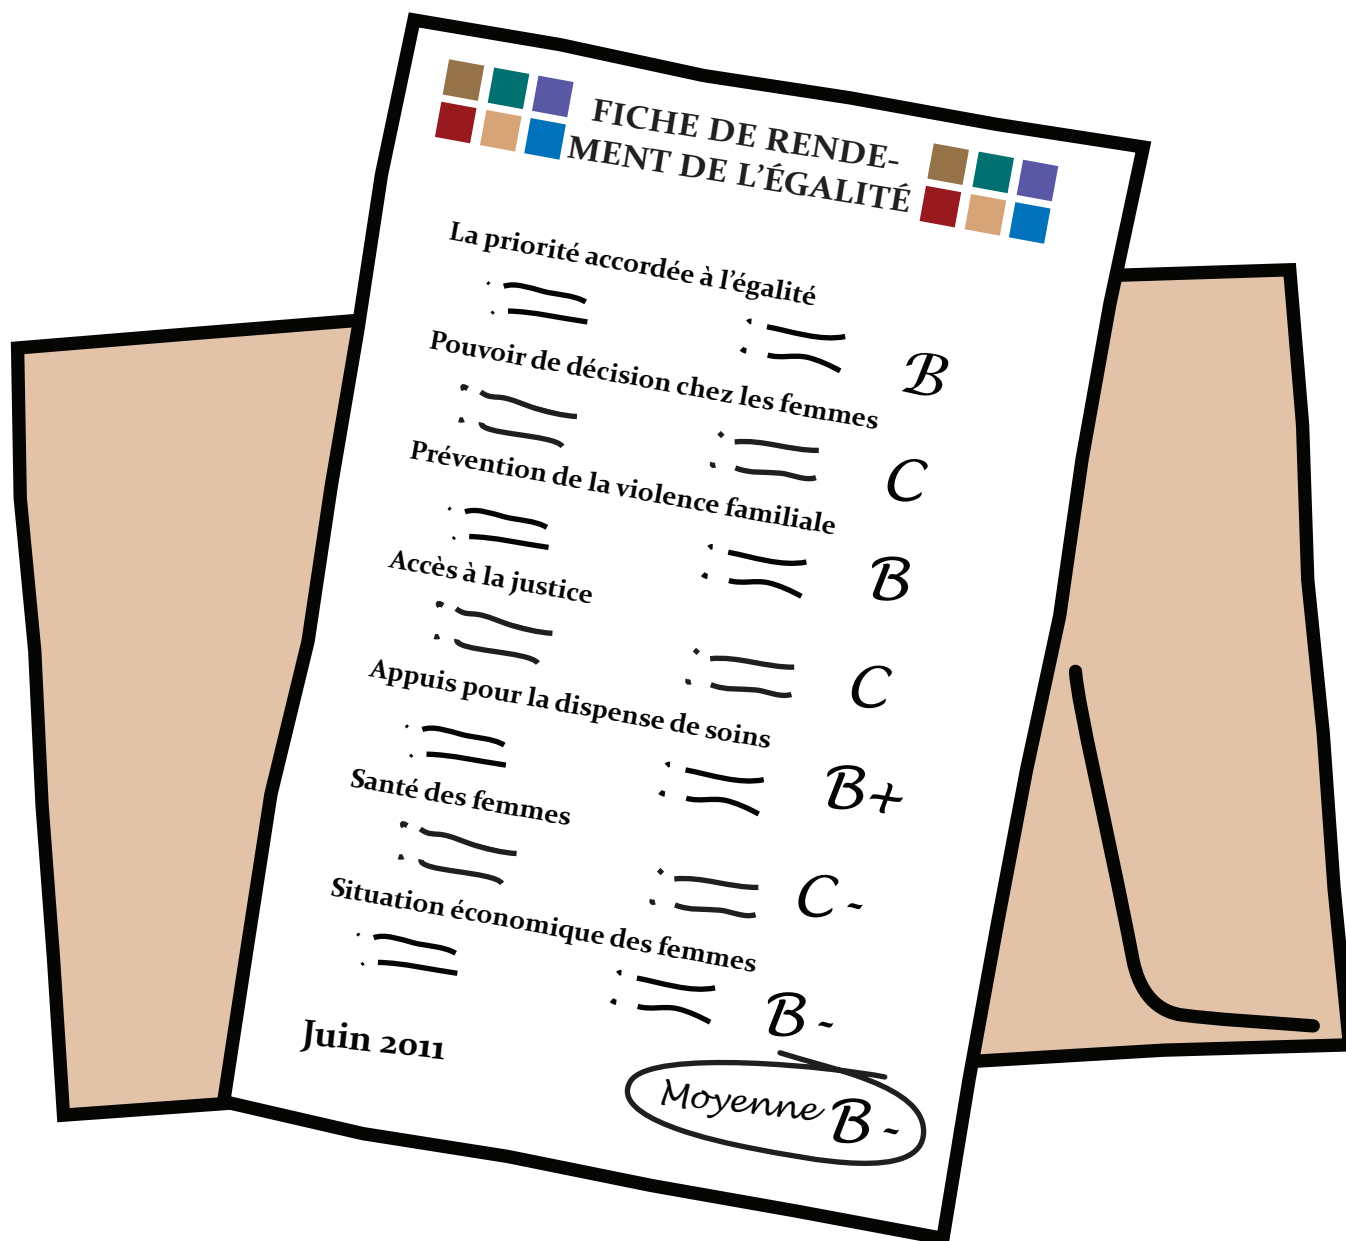 FICHE DE RENDE-
MENT DE L’ÉGALITÉ
La priorité accordée à l’égalité
B
Pouvoir de décision chez les femmes
C
Prévention de la violence familiale
B
Accès à la justice
C
Appuis pour la dispense de soins
B+
Santé des femmes
C-
Situation économique des femmes
B-
Juin 2011
Moyenne B-